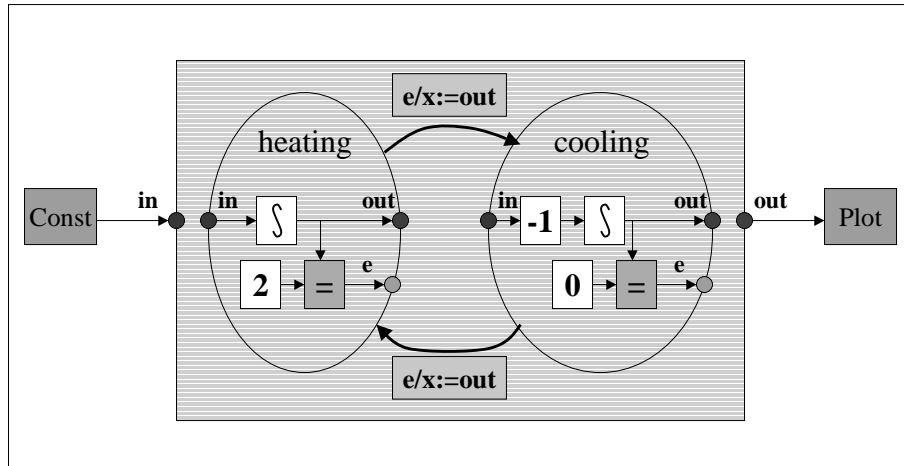 e/x:=out
heating
cooling
in
in
out
in
out
out
Const
∫
-1
∫
Plot
e
e
2
=
0
=
e/x:=out